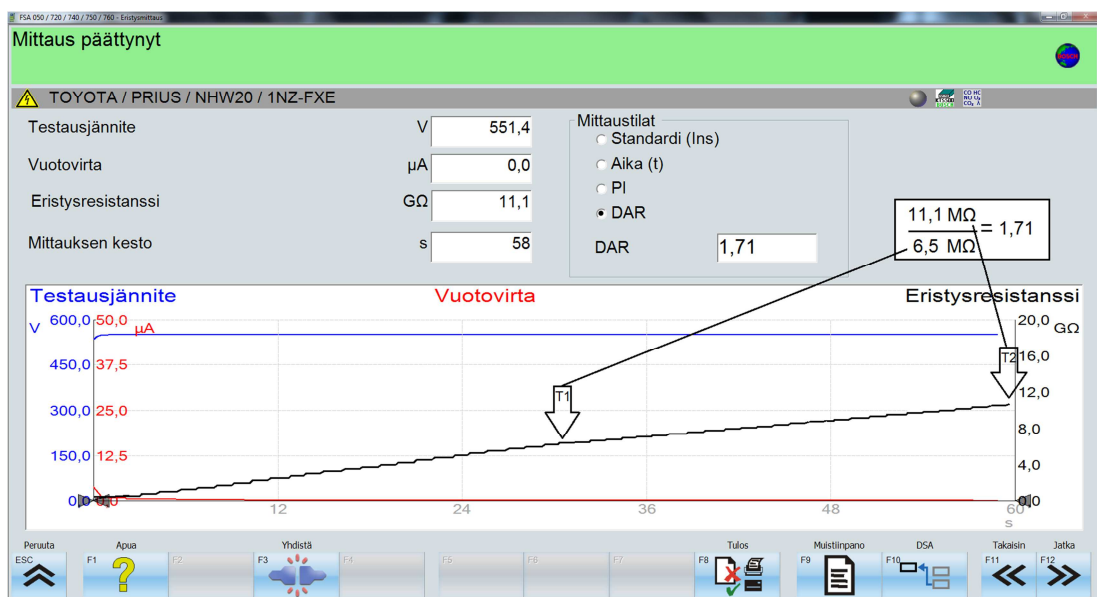 FSA 050 / 720 / 740 / 750 / 760 - Eristysmittaus
Mittaus päättynyt
TOYOTA / PRIUS / NHW20 / 1NZ-FXE
Testausjännite V 551,4
Vuotovirta µA 0,0
Eristysresistanssi GΩ 11,1
Mittauksen kesto s 58
Mittaustilat
Standardi (Ins)
Aika (t)
PI
DAR
DAR 1,71
11,1 MΩ
6,5 MΩ
= 1,71
Testausjännite Vuotovirta Eristysresistanssi
V 600,0 50,0 µA 20,0 GΩ
450,0 37,5 T2 16,0
T1 12,0
300,0 25,0
8,0
150,0 12,5
4,0
0,0
12 24 36 48 60
s
Peruuta Apua Yhdistä Tulos Muistiinpano DSA Takaisin Jatka
ESC F1 F2 F3 F4 F5 F6 F7 F8 F9 F10 F11 F12